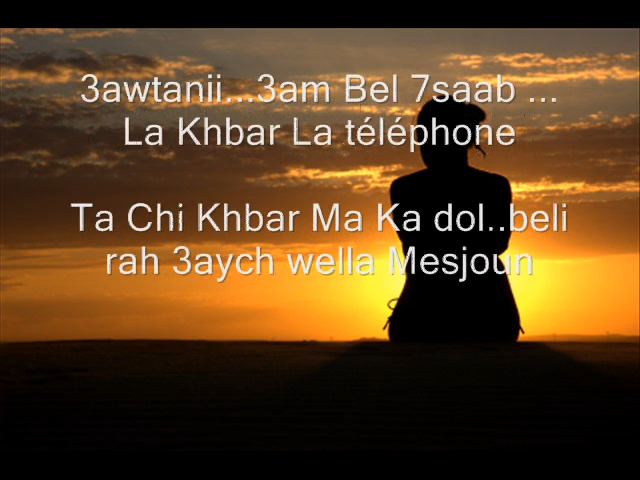 3awtanii...3am Bel 7saab ...
La Khbar La téléphone
Ta Chi Khbar Ma Ka dol..beli
rah 3aych wella Mesjoun